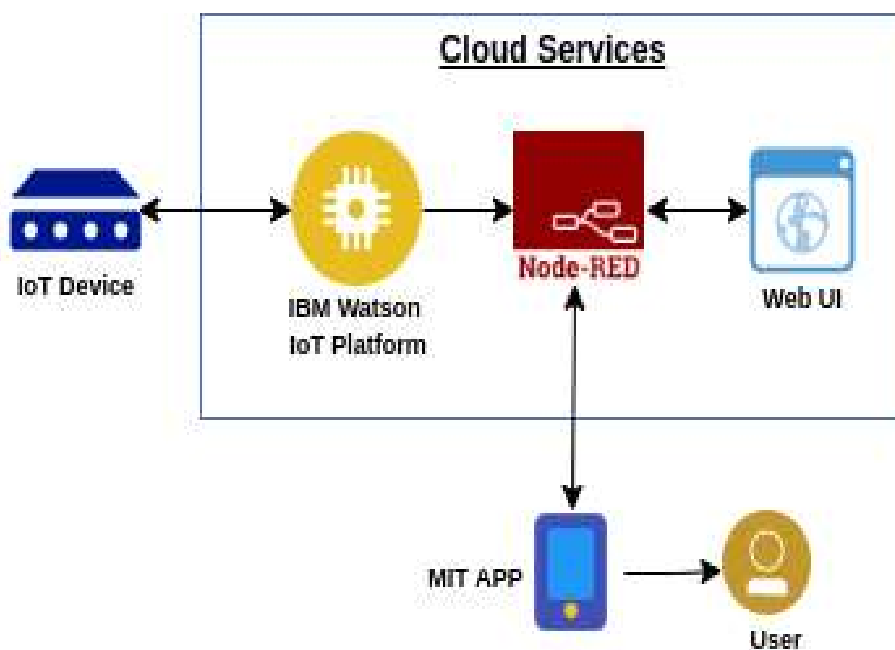 Cloud Services
IoT Device
IBM Watson
IoT Platform
Node-RED
Web UI
MIT APP
User